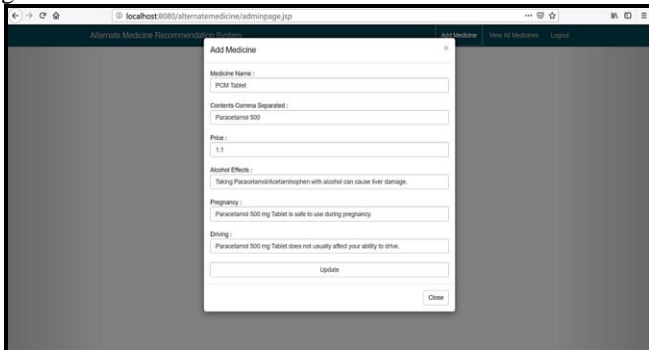 localhost:8080/alternatemedicine/adminpage.jsp
Alternate Medicine Recommendation System
Add Medicine
View All Medicines
Logout
Add Medicine
×
Medicine Name :
PCM Tablet
Contents Comma Separated :
Paracetamol 500
Price :
1.1
Alcohol Effects :
Taking Paracetamol/Acetaminophen with alcohol can cause liver damage.
Pregnancy :
Paracetamol 500 mg Tablet is safe to use during pregnancy.
Driving :
Paracetamol 500 mg Tablet does not usually affect your ability to drive.
Update
Close